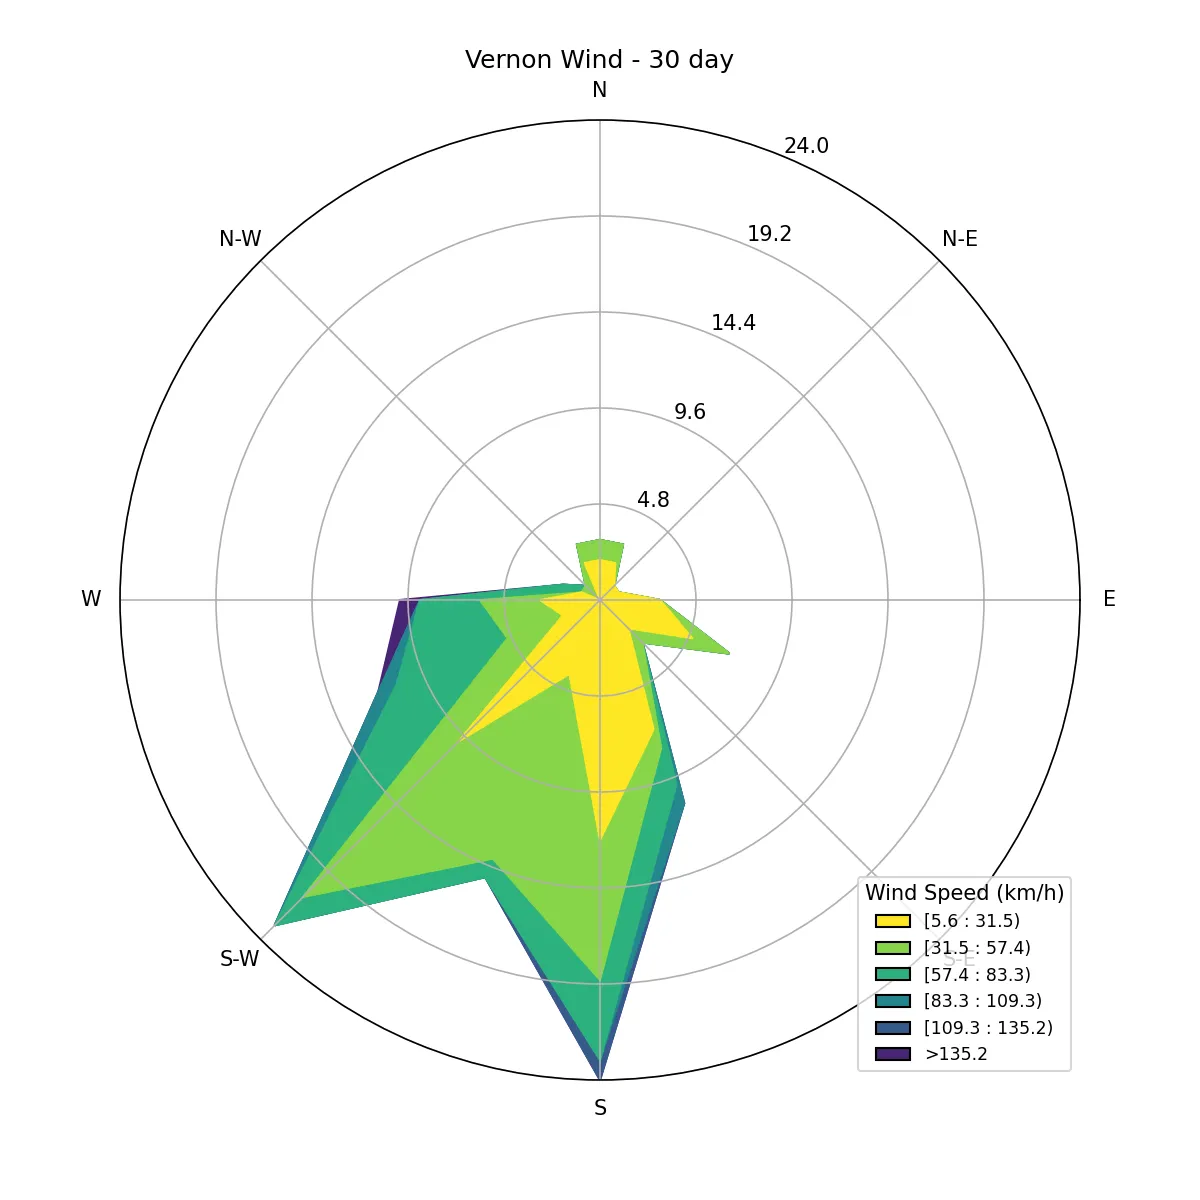 Vernon Wind - 30 day
N
24.0
N-W
19.2
N-E
14.4
9.6
4.8
W
E
S-W
S-E
S
Wind Speed (km/h)
[5.6 : 31.5)
[31.5 : 57.4)
[57.4 : 83.3)
[83.3 : 109.3)
[109.3 : 135.2)
>135.2